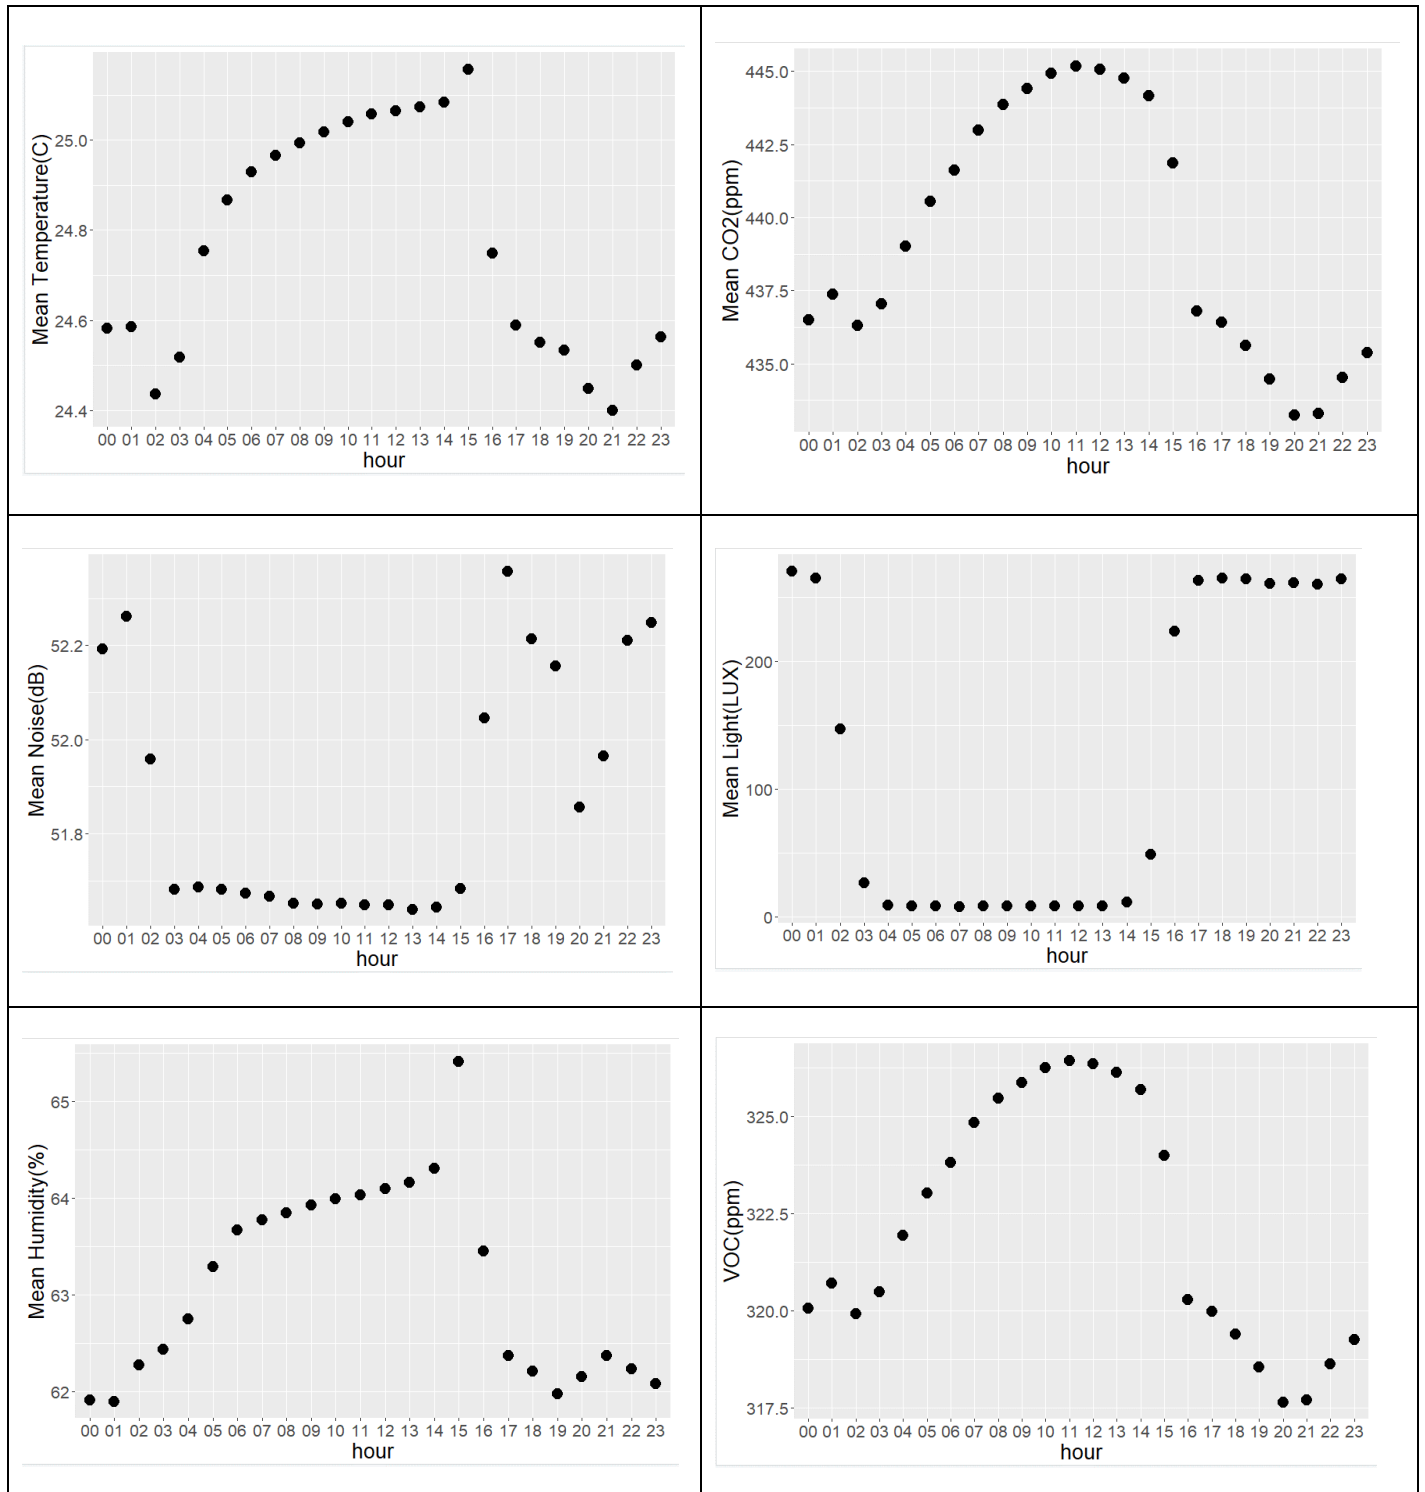 Mean Temperature(C)
25.0
24.8
24.6
24.4
00 01 02 03 04 05 06 07 08 09 10 11 12 13 14 15 16 17 18 19 20 21 22 23
hour
Mean CO2(ppm)
445.0
442.5
440.0
437.5
435.0
00 01 02 03 04 05 06 07 08 09 10 11 12 13 14 15 16 17 18 19 20 21 22 23
hour
Mean Noise(dB)
52.2
52.0
51.8
00 01 02 03 04 05 06 07 08 09 10 11 12 13 14 15 16 17 18 19 20 21 22 23
hour
Mean Light(LUX)
200
100
0
00 01 02 03 04 05 06 07 08 09 10 11 12 13 14 15 16 17 18 19 20 21 22 23
hour
Mean Humidity(%)
65
64
63
62
00 01 02 03 04 05 06 07 08 09 10 11 12 13 14 15 16 17 18 19 20 21 22 23
hour
VOC(ppm)
325.0
322.5
320.0
317.5
00 01 02 03 04 05 06 07 08 09 10 11 12 13 14 15 16 17 18 19 20 21 22 23
hour